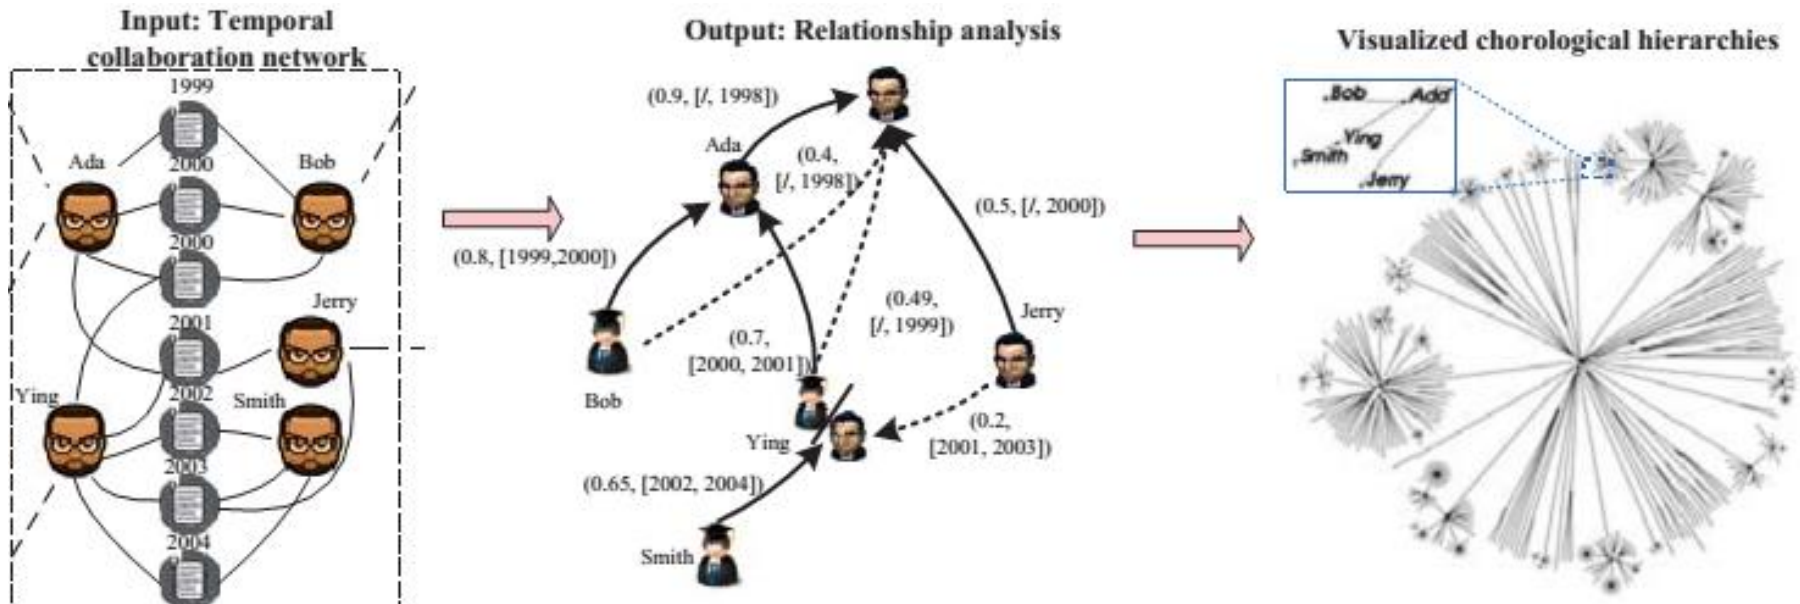 Input: Temporal
collaboration network
1999
2000
Ada
Bob
2000
Jerry
2001
2002
Ying
Smith
2003
2004
Output: Relationship analysis
(0.9, [/, 1998])
Ada
(0.4,
[/, 1998])
(0.5, [/, 2000])
(0.8, [1999,2000])
(0.49,
[/, 1999])
Jerry
(0.7,
[2000, 2001])
Bob
Ying
(0.2,
[2001, 2003])
(0.65, [2002, 2004])
Smith
Visualized chorological hierarchies
Bob
Add
Ying
Smith
Jerry